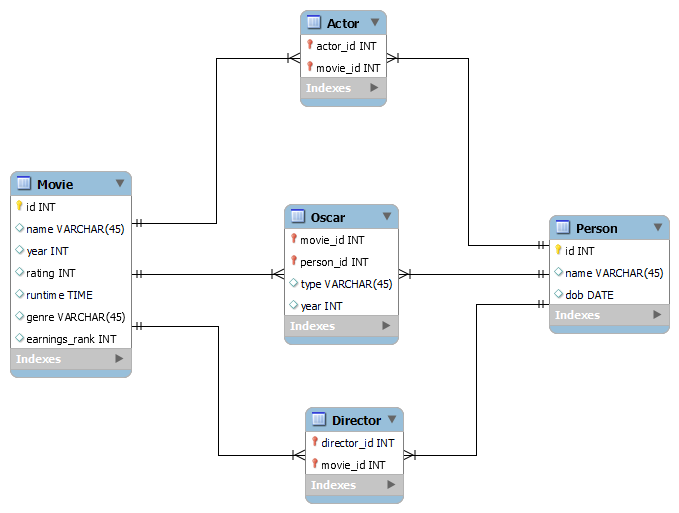 Actor
actor_id INT
movie_id INT
Indexes
Movie
id INT
name VARCHAR(45)
year INT
rating INT
runtime TIME
genre VARCHAR(45)
earnings_rank INT
Indexes
Oscar
movie_id INT
person_id INT
type VARCHAR(45)
year INT
Indexes
Person
id INT
name VARCHAR(45)
dob DATE
Indexes
Director
director_id INT
movie_id INT
Indexes